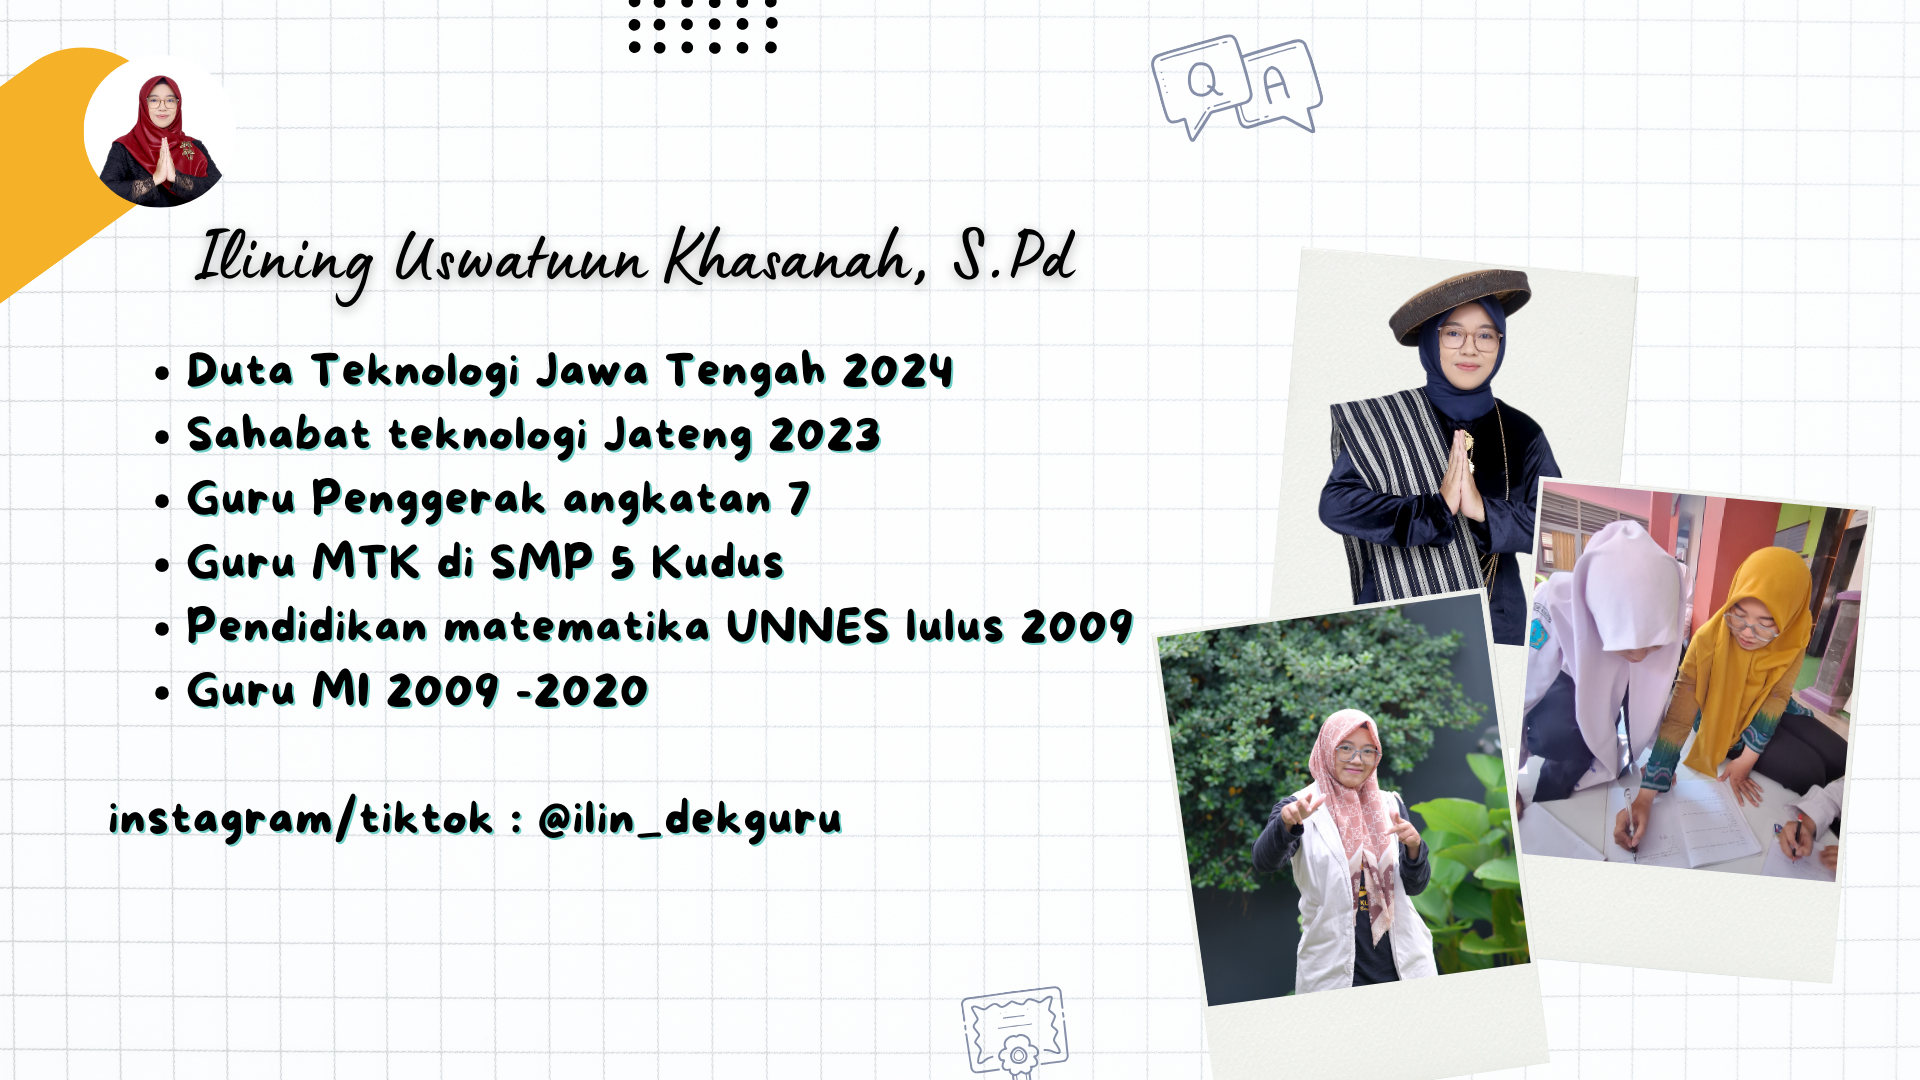 Q A
Ilining Uswatuun Khasanah, S.Pd
• Duta Teknologi Jawa Tengah 2024
• Sahabat teknologi Jateng 2023
• Guru Penggerak angkatan 7
• Guru MTK di SMP 5 Kudus
• Pendidikan matematika UNNES lulus 2009
• Guru MI 2009 -2020
instagram/tiktok : @ilin_dekguru